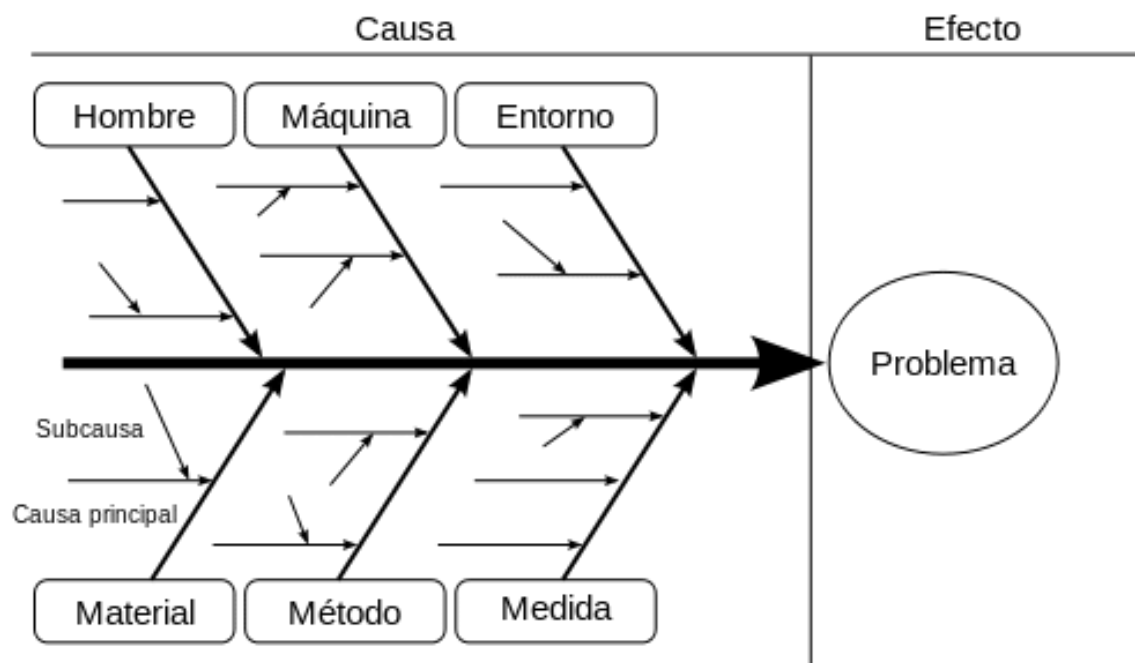 Causa
Efecto
Hombre
Máquina
Entorno
Problema
Subcausa
Causa principal
Material
Método
Medida